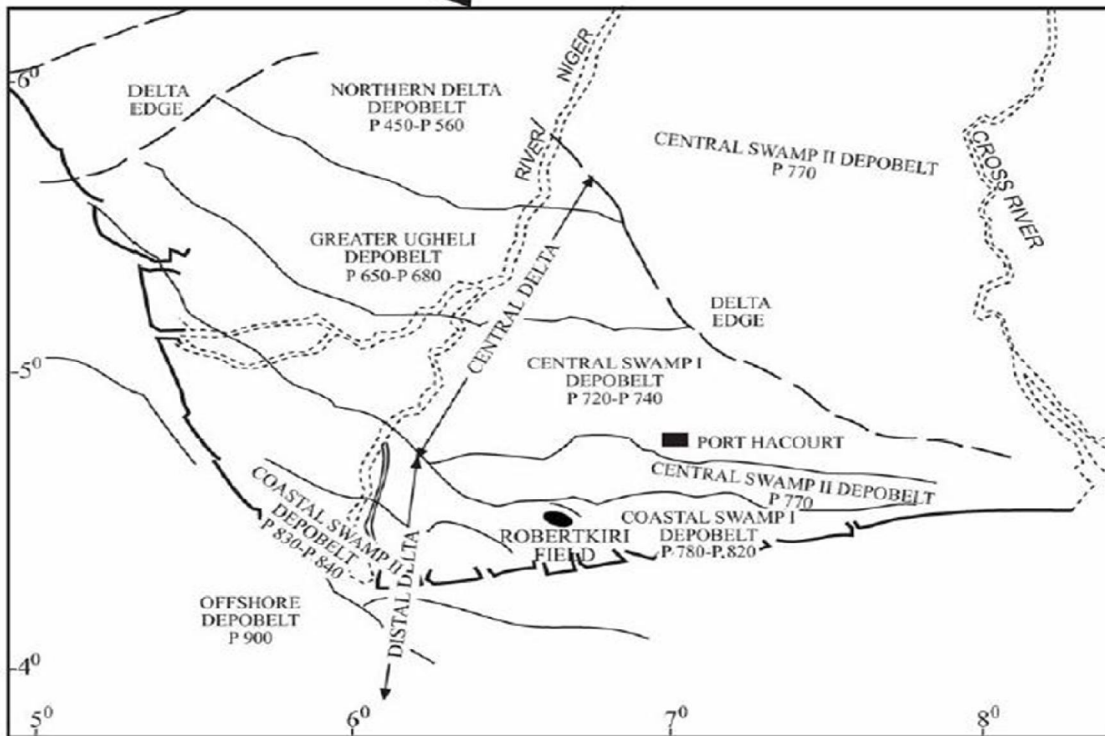 -6⁰
DELTA
EDGE
NORTHERN DELTA
DEPOBELT
P 450-P 560
NIGER
RIVER
CENTRAL SWAMP II DEPOBELT
P 770
CROSS RIVER
GREATER UGHELI
DEPOBELT
P 650-P 680
CENTRAL DELTA
DELTA
EDGE
-5⁰
CENTRAL SWAMP I
DEPOBELT
P 720-P 740
PORT HACOURT
CENTRAL SWAMP II DEPOBELT
P 770
COASTAL SWAMP II
DEPOBELT
P 830-P 840
ROBERTKIRI
FIELD
COASTAL SWAMP I
DEPOBELT
P 780-P 820
DISTAL DELTA
OFFSHORE
DEPOBELT
P 900
-4⁰
5⁰
6⁰
7⁰
8⁰